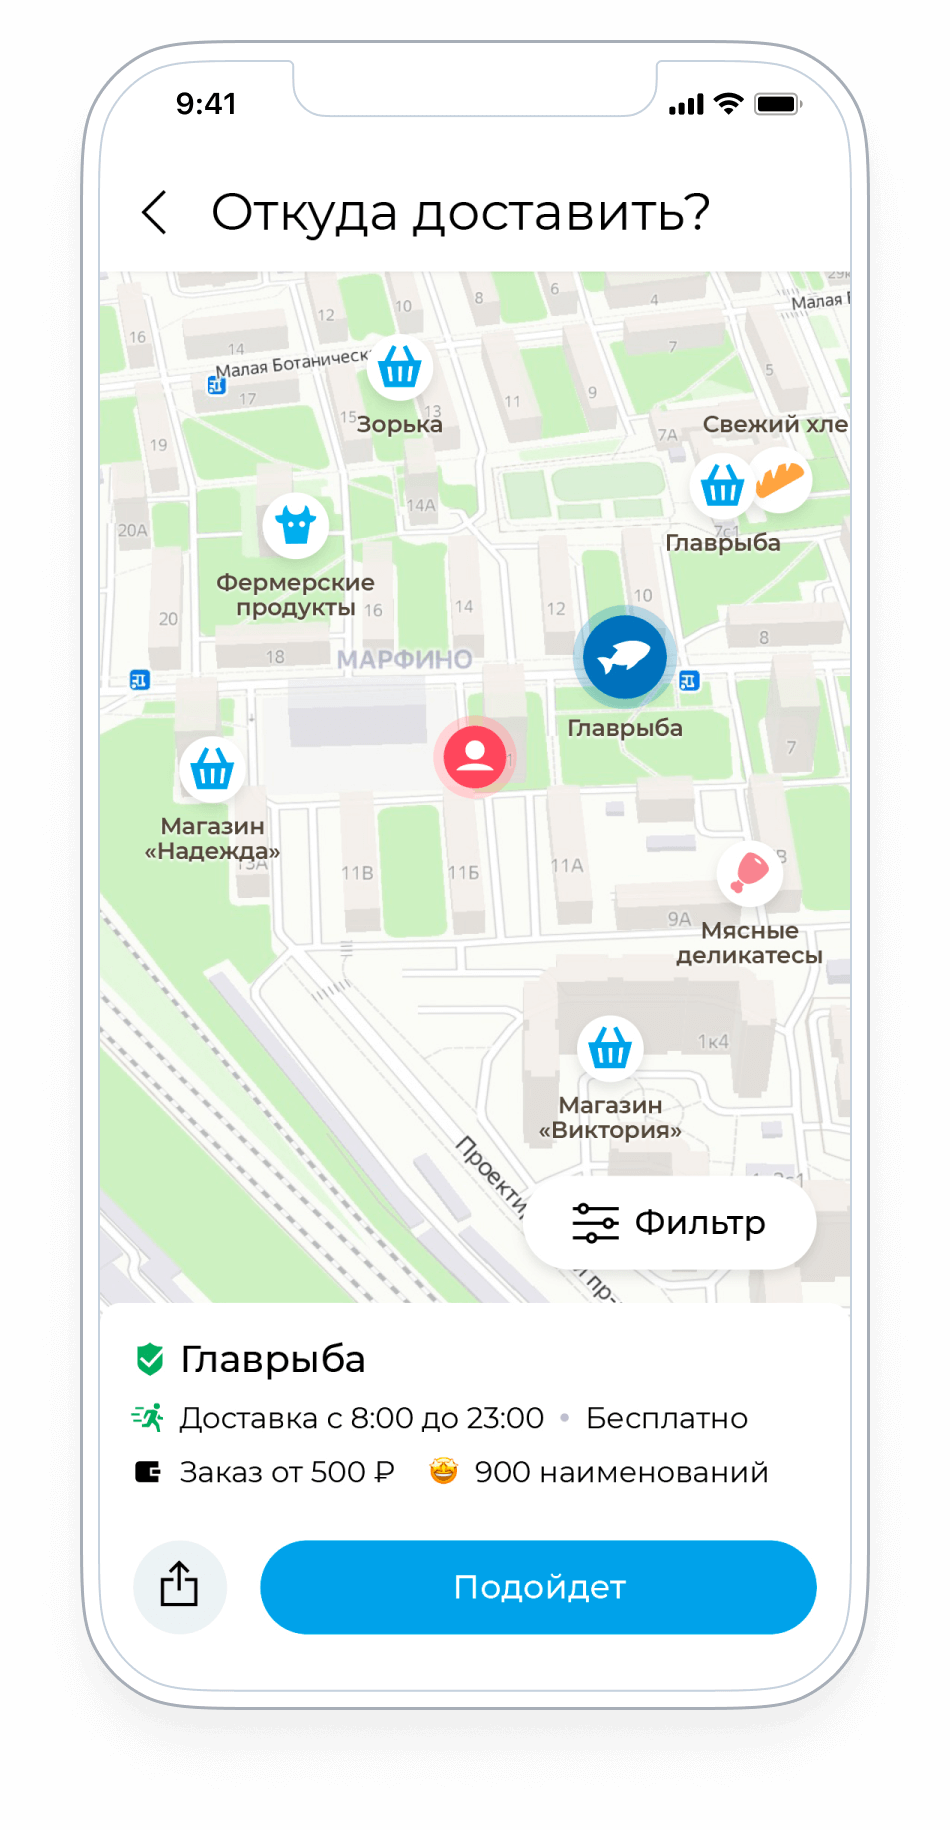 9:41
Откуда доставить?
29к
6
8
4
10
12
Малая
16
14
7
Малая Ботаническ
5
17
9
11
13
15
Зорька
Свежий хле
7А
19
14А
20А
7с1
Главрыба
Фермерские
продукты
10
16
14
12
20
8
18
МАРФИНО
Главрыба
7
Магазин
«Надежда»
13А
11В
11Б
11А
9А
Мясные
деликатесы
1к4
Магазин
«Виктория»
Проекти
Фильтр
й пр-
Главрыба
Доставка с 8:00 до 23:00 • Бесплатно
Заказ от 500 ₽ 900 наименований
Подойдет